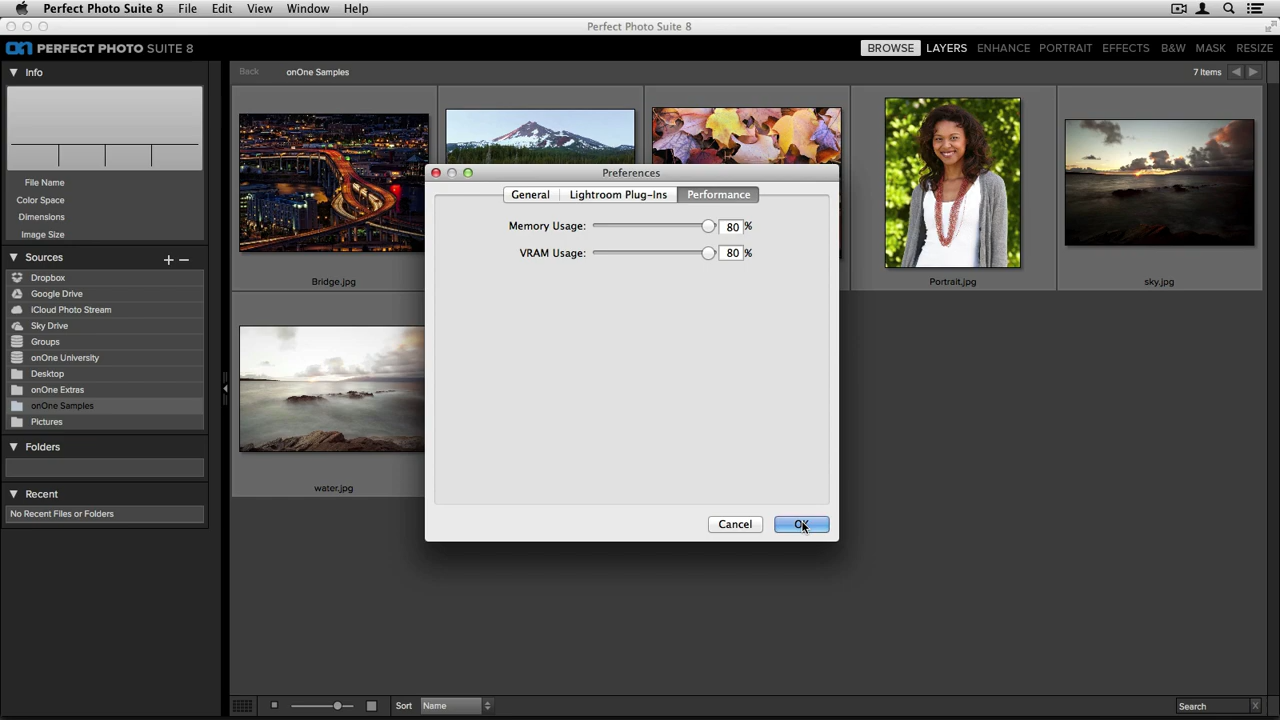 Perfect Photo Suite 8 File Edit View Window Help
Perfect Photo Suite 8
on PERFECT PHOTO SUITE 8 BROWSE LAYERS ENHANCE PORTRAIT EFFECTS B&W MASK RESIZE
Info
Back onOne Samples 7 Items
File Name
Color Space
Dimensions
Image Size
Sources + −
Dropbox
Google Drive
iCloud Photo Stream
Sky Drive
Groups
onOne University
Desktop
onOne Extras
onOne Samples
Pictures
Folders
Recent
No Recent Files or Folders
Bridge.jpg
Portrait.jpg
sky.jpg
water.jpg
Preferences
General Lightroom Plug-Ins Performance
Memory Usage: 80 %
VRAM Usage: 80 %
Cancel OK
Sort Name Search X